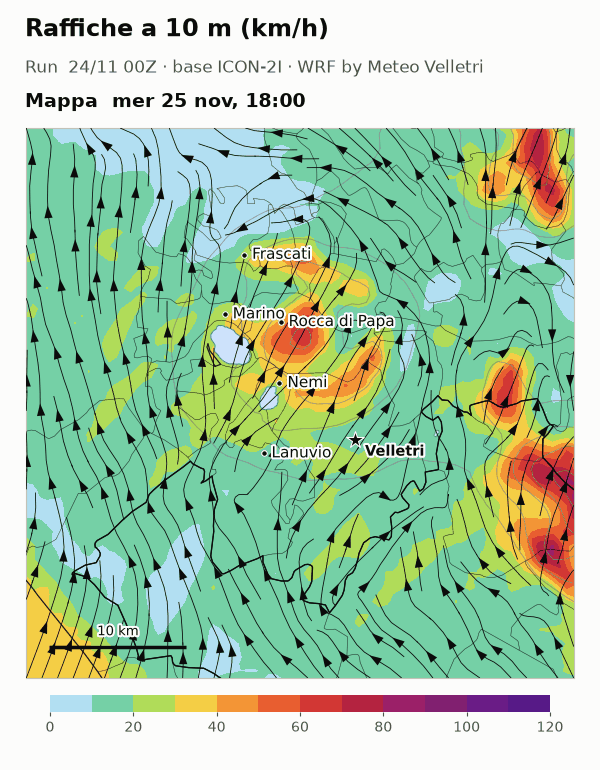 Raffiche a 10 m (km/h)
Run 24/11 00Z · base ICON-2I · WRF by Meteo Velletri
Mappa mer 25 nov, 18:00
Frascati
Marino
Rocca di Papa
Nemi
Lanuvio
Velletri
10 km
0 20 40 60 80 100 120